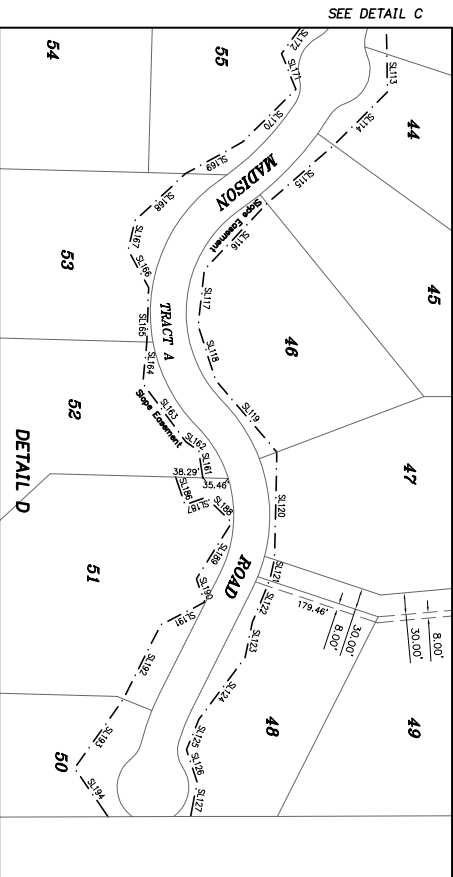 SEE DETAIL C
54
55
44
45
53
46
47
52
51
48
49
50
MADISON
ROAD
TRACT A
Slope Easement
Slope Easement
DETAIL D
SL172
SL171
SL170
SL169
SL168
SL167
SL166
SL165
SL164
SL163
SL162
SL161
SL186
SL187
SL188
SL189
SL190
SL191
SL192
SL193
SL194
SL113
SL114
SL115
SL116
SL117
SL118
SL119
SL120
SL121
SL122
SL123
SL124
SL125
SL126
SL127
38.29'
35.46'
179.46'
8.00'
30.00'
30.00'
8.00'